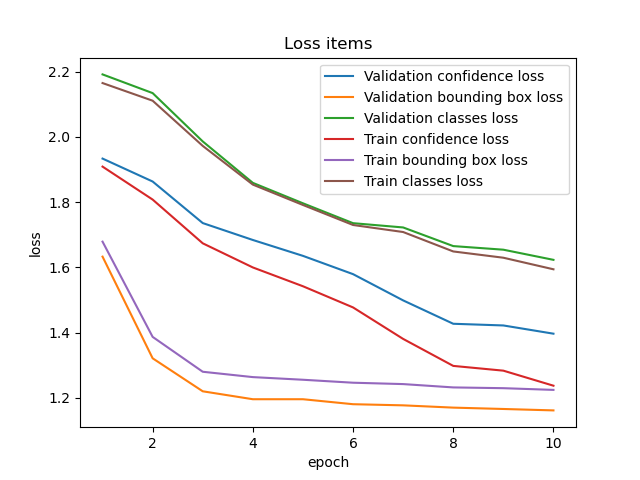 Loss items
Validation confidence loss
Validation bounding box loss
Validation classes loss
Train confidence loss
Train bounding box loss
Train classes loss
2.2
2.0
1.8
1.6
1.4
1.2
loss
2 4 6 8 10
epoch